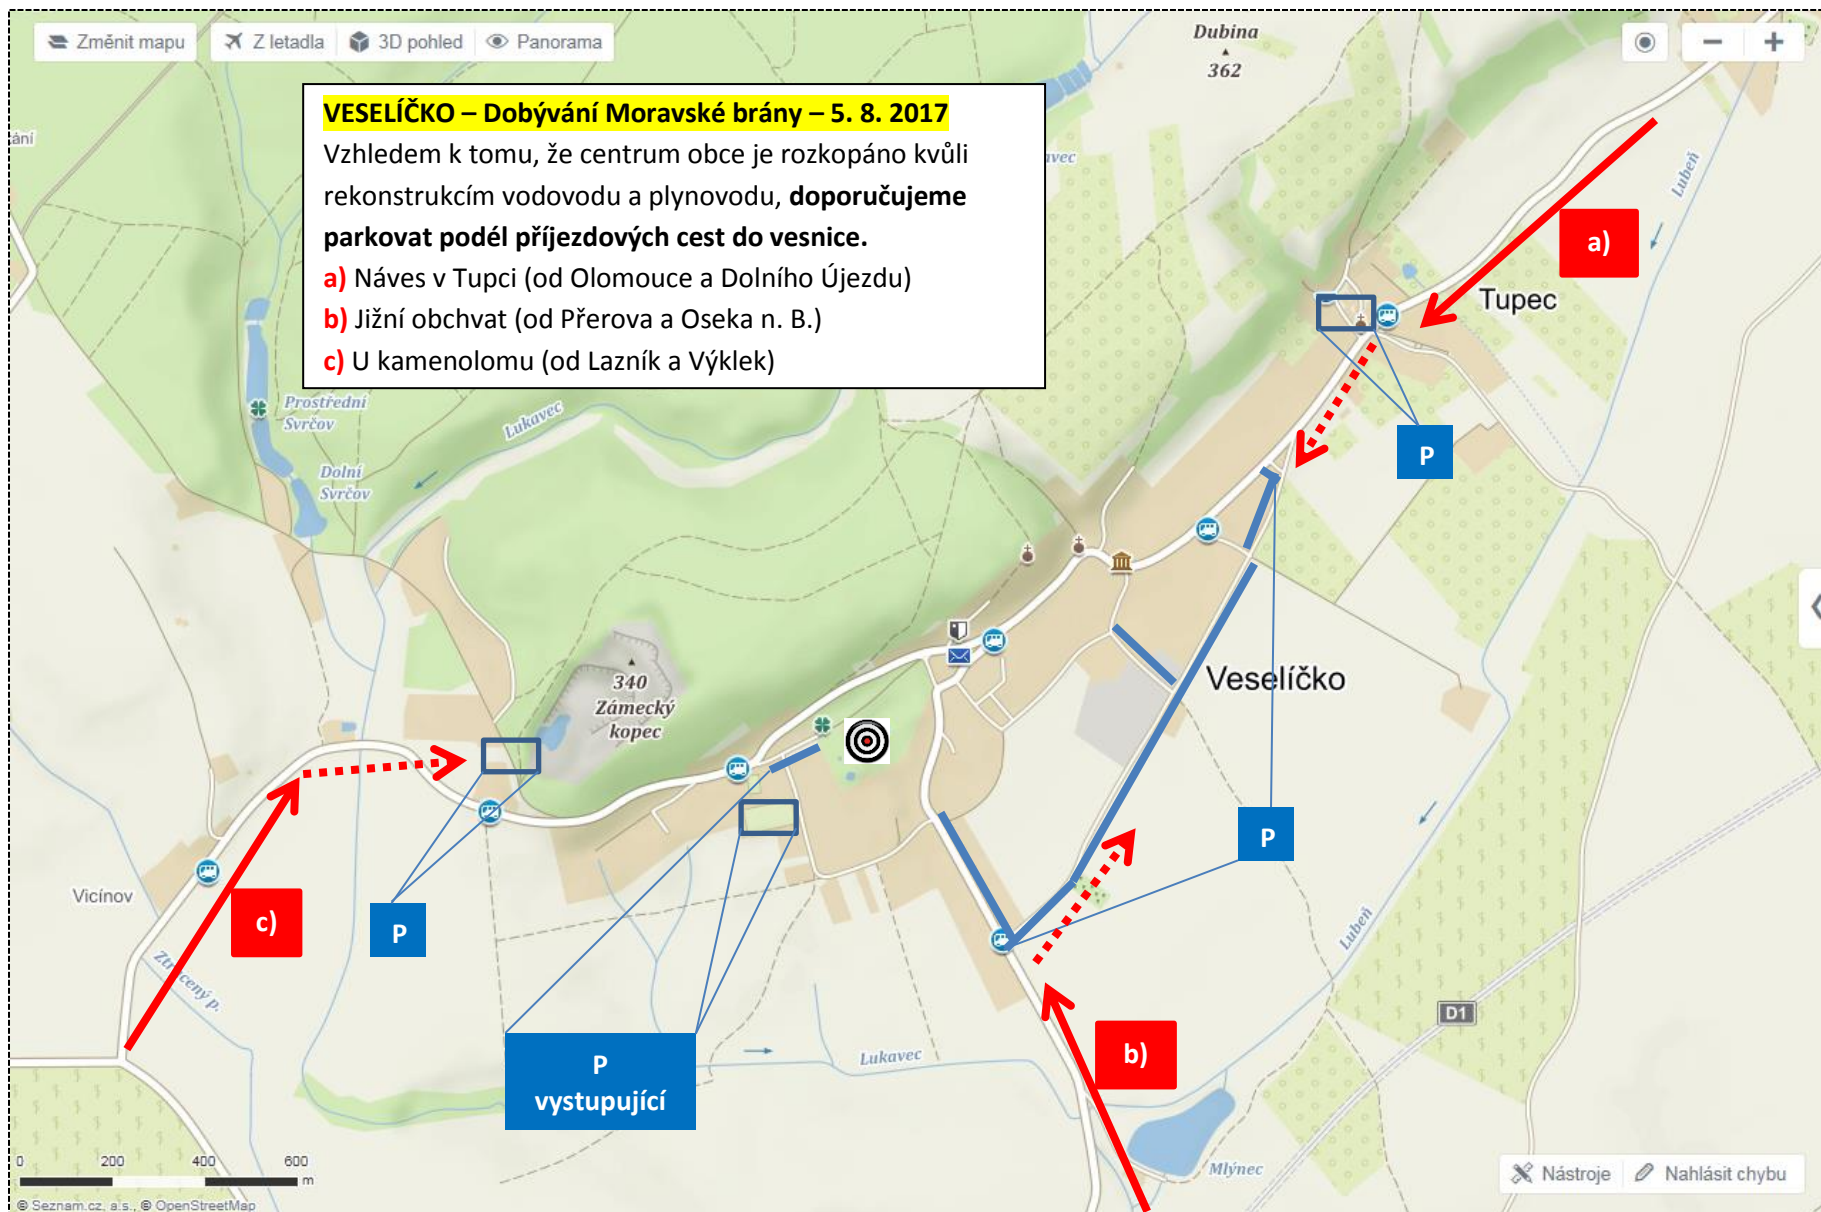 Změnit mapu
Z letadla
3D pohled
Panorama
Dubina
362
VESELÍČKO – Dobývání Moravské brány – 5. 8. 2017
Vzhledem k tomu, že centrum obce je rozkopáno kvůli
rekonstrukcím vodovodu a plynovodu, doporučujeme
parkovat podél příjezdových cest do vesnice.
a) Náves v Tupci (od Olomouce a Dolního Újezdu)
b) Jižní obchvat (od Přerova a Oseka n. B.)
c) U kamenolomu (od Lazník a Výklek)
ání
avec
Lubeň
a)
Tupec
Prostřední
Svrčov
Lukavec
Dolní
Svrčov
P
340
Zámecký
kopec
Veselíčko
P
Vicínov
c)
P
Ztracený p.
Lubeň
D1
P
vystupující
Lukavec
b)
Mlýnec
0 200 400 600
m
© Seznam.cz, a.s., © OpenStreetMap
Nástroje
Nahlásit chybu